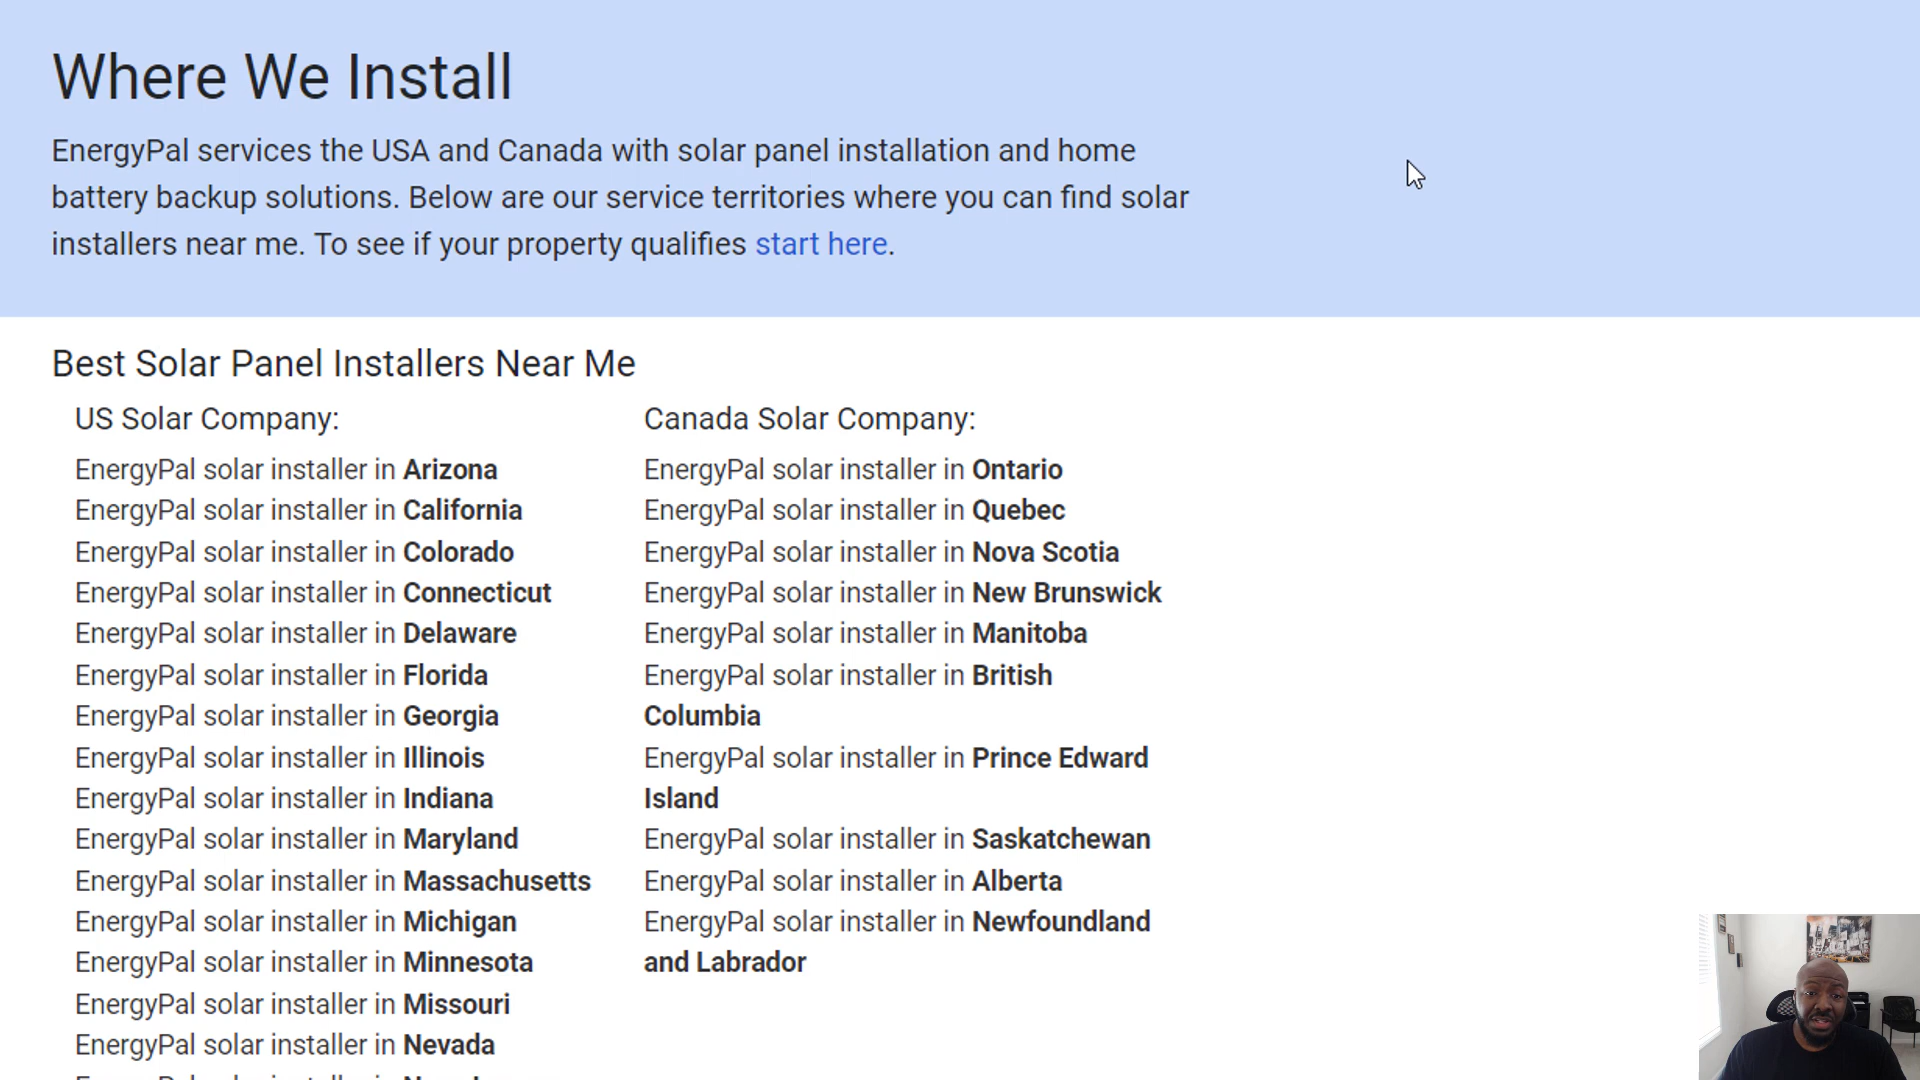 Where We Install
EnergyPal services the USA and Canada with solar panel installation and home
battery backup solutions. Below are our service territories where you can find solar
installers near me. To see if your property qualifies start here.
Best Solar Panel Installers Near Me
US Solar Company:
EnergyPal solar installer in Arizona
EnergyPal solar installer in California
EnergyPal solar installer in Colorado
EnergyPal solar installer in Connecticut
EnergyPal solar installer in Delaware
EnergyPal solar installer in Florida
EnergyPal solar installer in Georgia
EnergyPal solar installer in Illinois
EnergyPal solar installer in Indiana
EnergyPal solar installer in Maryland
EnergyPal solar installer in Massachusetts
EnergyPal solar installer in Michigan
EnergyPal solar installer in Minnesota
EnergyPal solar installer in Missouri
EnergyPal solar installer in Nevada
Canada Solar Company:
EnergyPal solar installer in Ontario
EnergyPal solar installer in Quebec
EnergyPal solar installer in Nova Scotia
EnergyPal solar installer in New Brunswick
EnergyPal solar installer in Manitoba
EnergyPal solar installer in British
Columbia
EnergyPal solar installer in Prince Edward
Island
EnergyPal solar installer in Saskatchewan
EnergyPal solar installer in Alberta
EnergyPal solar installer in Newfoundland
and Labrador